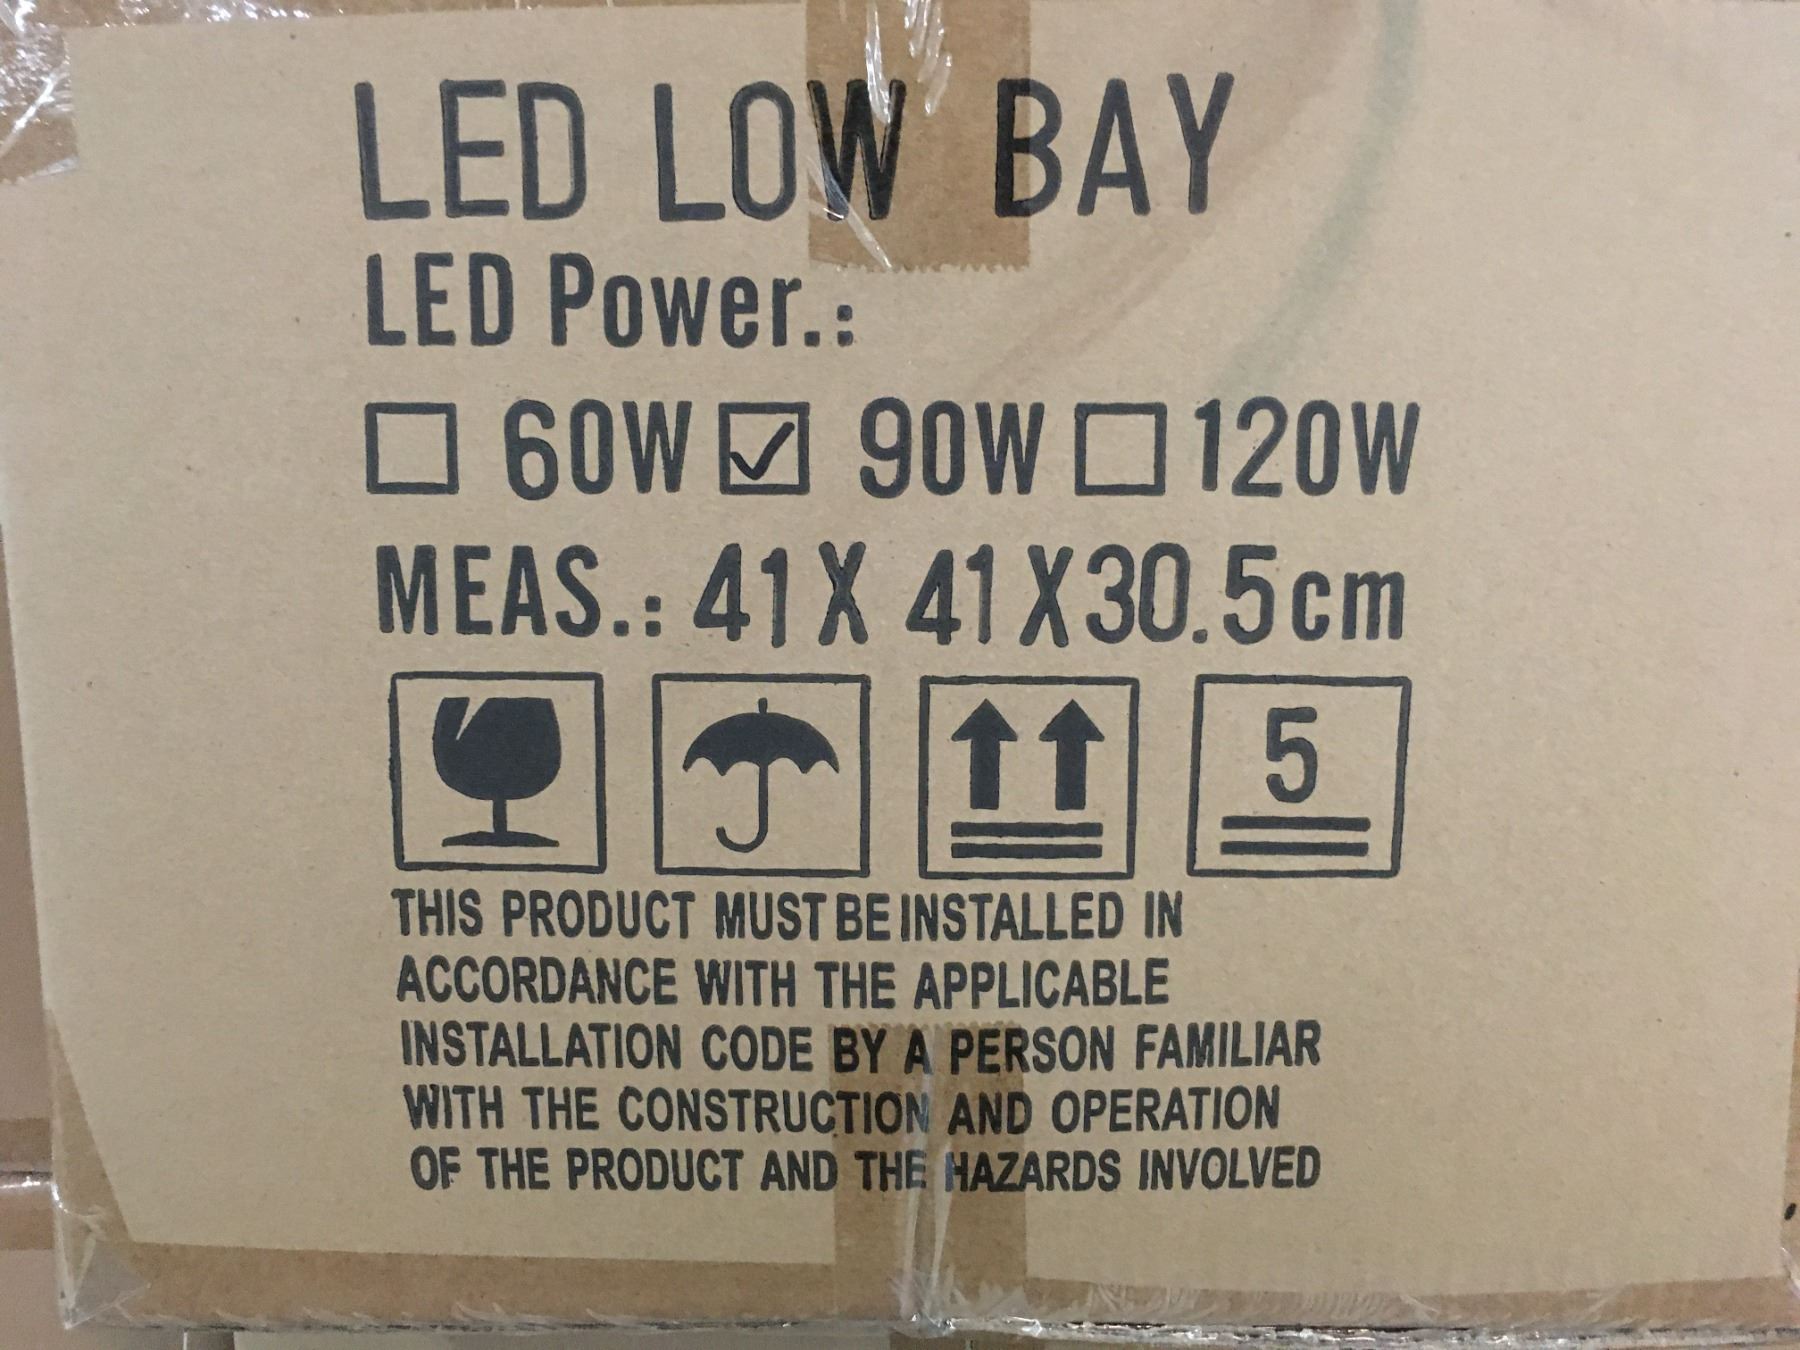 LED LOW BAY
LED Power.:
60W ☑ 90W ☐ 120W
MEAS.: 41X 41X30.5cm
5
THIS PRODUCT MUST BE INSTALLED IN
ACCORDANCE WITH THE APPLICABLE
INSTALLATION CODE BY A PERSON FAMILIAR
WITH THE CONSTRUCTION AND OPERATION
OF THE PRODUCT AND THE HAZARDS INVOLVED